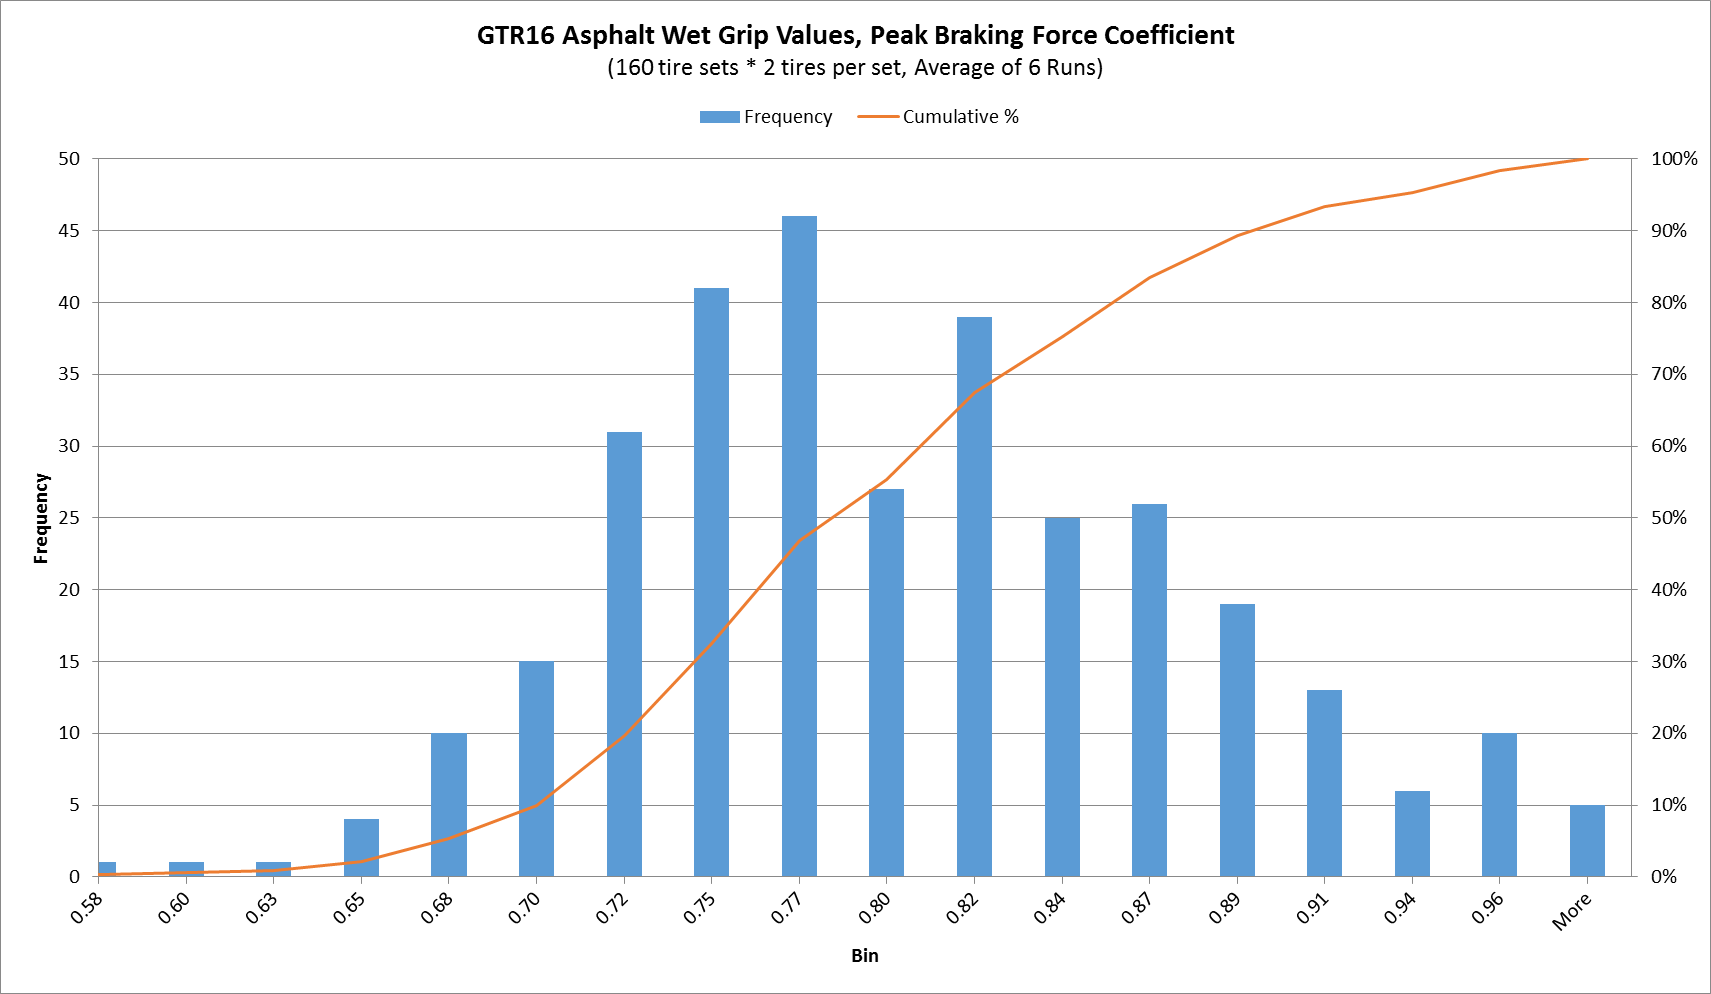 GTR16 Asphalt Wet Grip Values, Peak Braking Force Coefficient
(160 tire sets * 2 tires per set, Average of 6 Runs)
Frequency Cumulative %
50 100%
45 90%
40 80%
35 70%
30 60%
25 50%
20 40%
15 30%
10 20%
5 10%
0 0%
Frequency
0.58 0.60 0.63 0.65 0.68 0.70 0.72 0.75 0.77 0.80 0.82 0.84 0.87 0.89 0.91 0.94 0.96 More
Bin